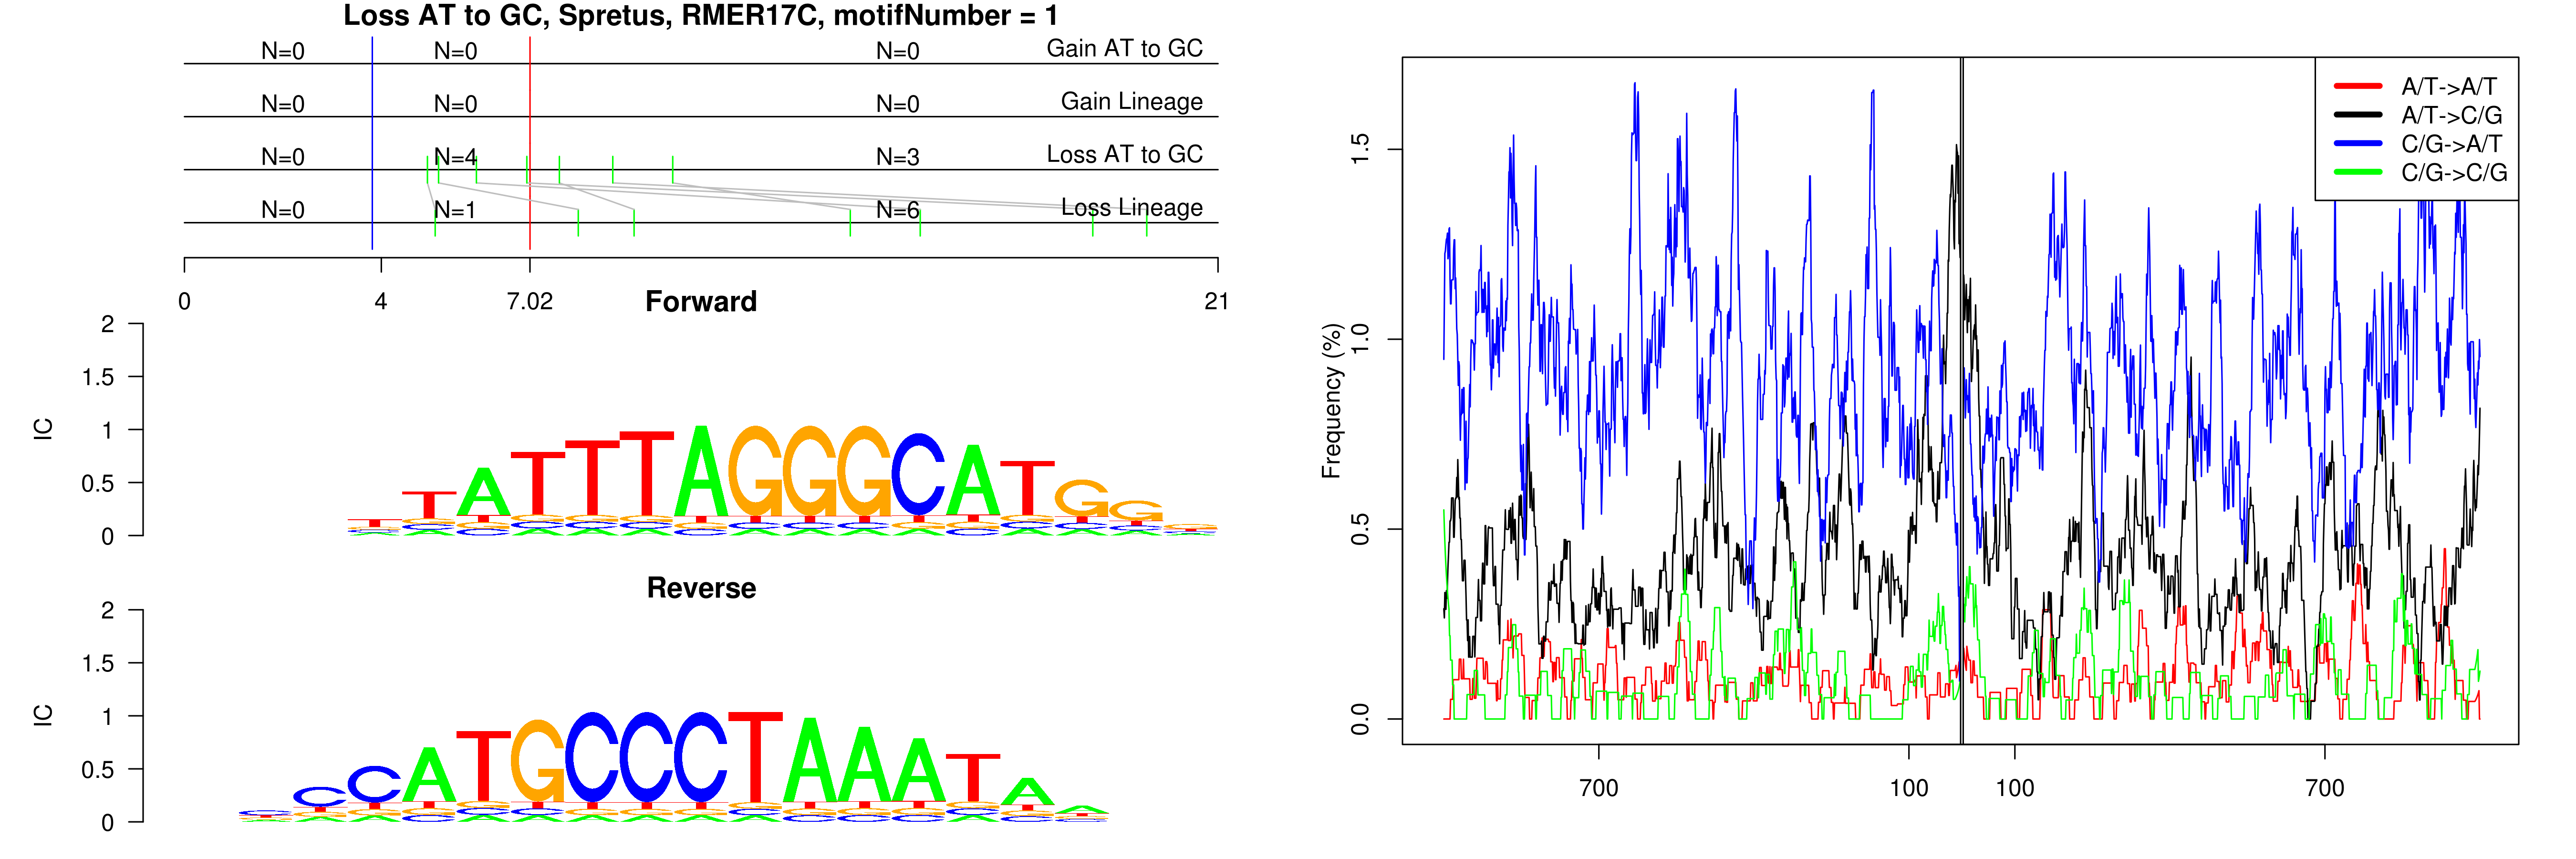 Loss AT to GC, Spretus, RMER17C, motifNumber = 1
N=0 N=0 N=0 Gain AT to GC
N=0 N=0 N=0 Gain Lineage
N=0 N=4 N=3 Loss AT to GC
N=0 N=1 N=6 Loss Lineage
0 4 7.02 21
Forward
2
1.5
1
0.5
0
IC
TATTTAGGGCATGG
Reverse
2
1.5
1
0.5
0
IC
CCATGCCCTAAATAA
A/T->A/T
A/T->C/G
C/G->A/T
C/G->C/G
Frequency (%)
1.5
1.0
0.5
0.0
700 100 100 700